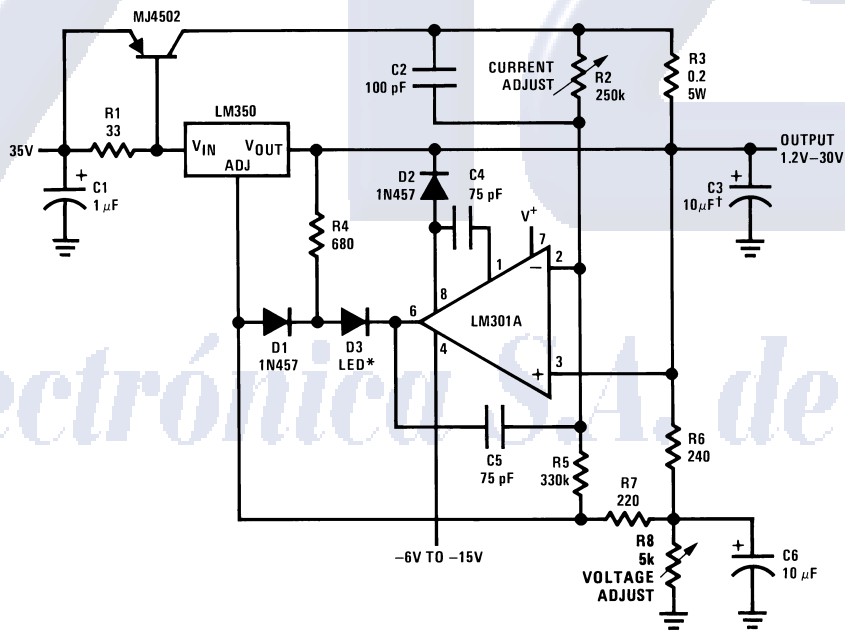 MJ4502
C2
100 pF
CURRENT
ADJUST
R2
250k
R3
0.2
5W
R1
33
LM350
35V
VIN
VOUT
ADJ
OUTPUT
1.2V–30V
C1
1 µF
+
D2
1N457
C4
75 pF
C3
10µF†
+
R4
680
V+
7
2
1
–
8
6
LM301A
4
3
+
D1
1N457
D3
LED*
C5
75 pF
R5
330k
R6
240
R7
220
R8
5k
VOLTAGE
ADJUST
C6
10 µF
+
–6V TO –15V
ectrónica S.A. de